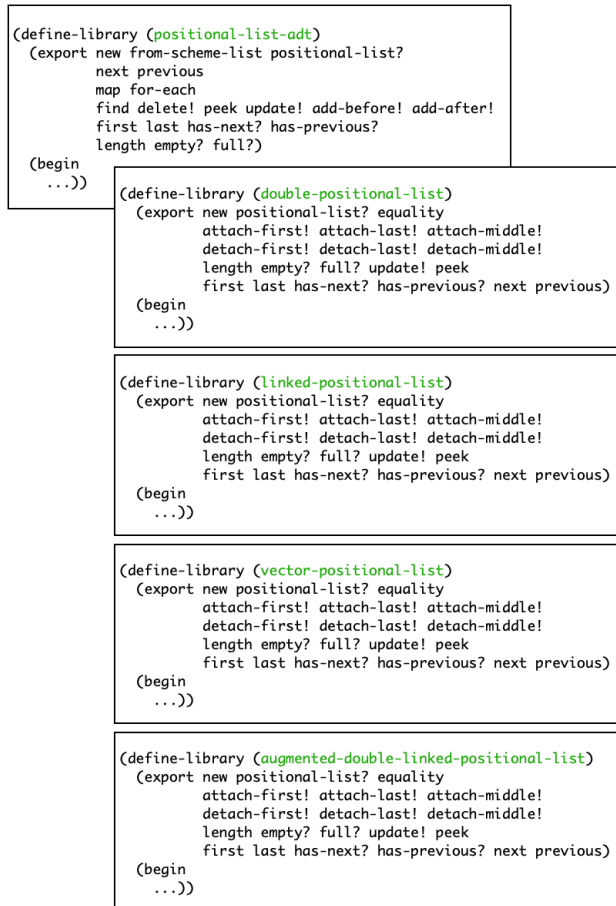 (define-library (positional-list-adt)
(export new from-scheme-list positional-list?
next previous
map for-each
find delete! peek update! add-before! add-after!
first last has-next? has-previous?
length empty? full?)
(begin
...))
(define-library (double-positional-list)
(export new positional-list? equality
attach-first! attach-last! attach-middle!
detach-first! detach-last! detach-middle!
length empty? full? update! peek
first last has-next? has-previous? next previous)
(begin
...))
(define-library (linked-positional-list)
(export new positional-list? equality
attach-first! attach-last! attach-middle!
detach-first! detach-last! detach-middle!
length empty? full? update! peek
first last has-next? has-previous? next previous)
(begin
...))
(define-library (vector-positional-list)
(export new positional-list? equality
attach-first! attach-last! attach-middle!
detach-first! detach-last! detach-middle!
length empty? full? update! peek
first last has-next? has-previous? next previous)
(begin
...))
(define-library (augmented-double-linked-positional-list)
(export new positional-list? equality
attach-first! attach-last! attach-middle!
detach-first! detach-last! detach-middle!
length empty? full? update! peek
first last has-next? has-previous? next previous)
(begin
...))